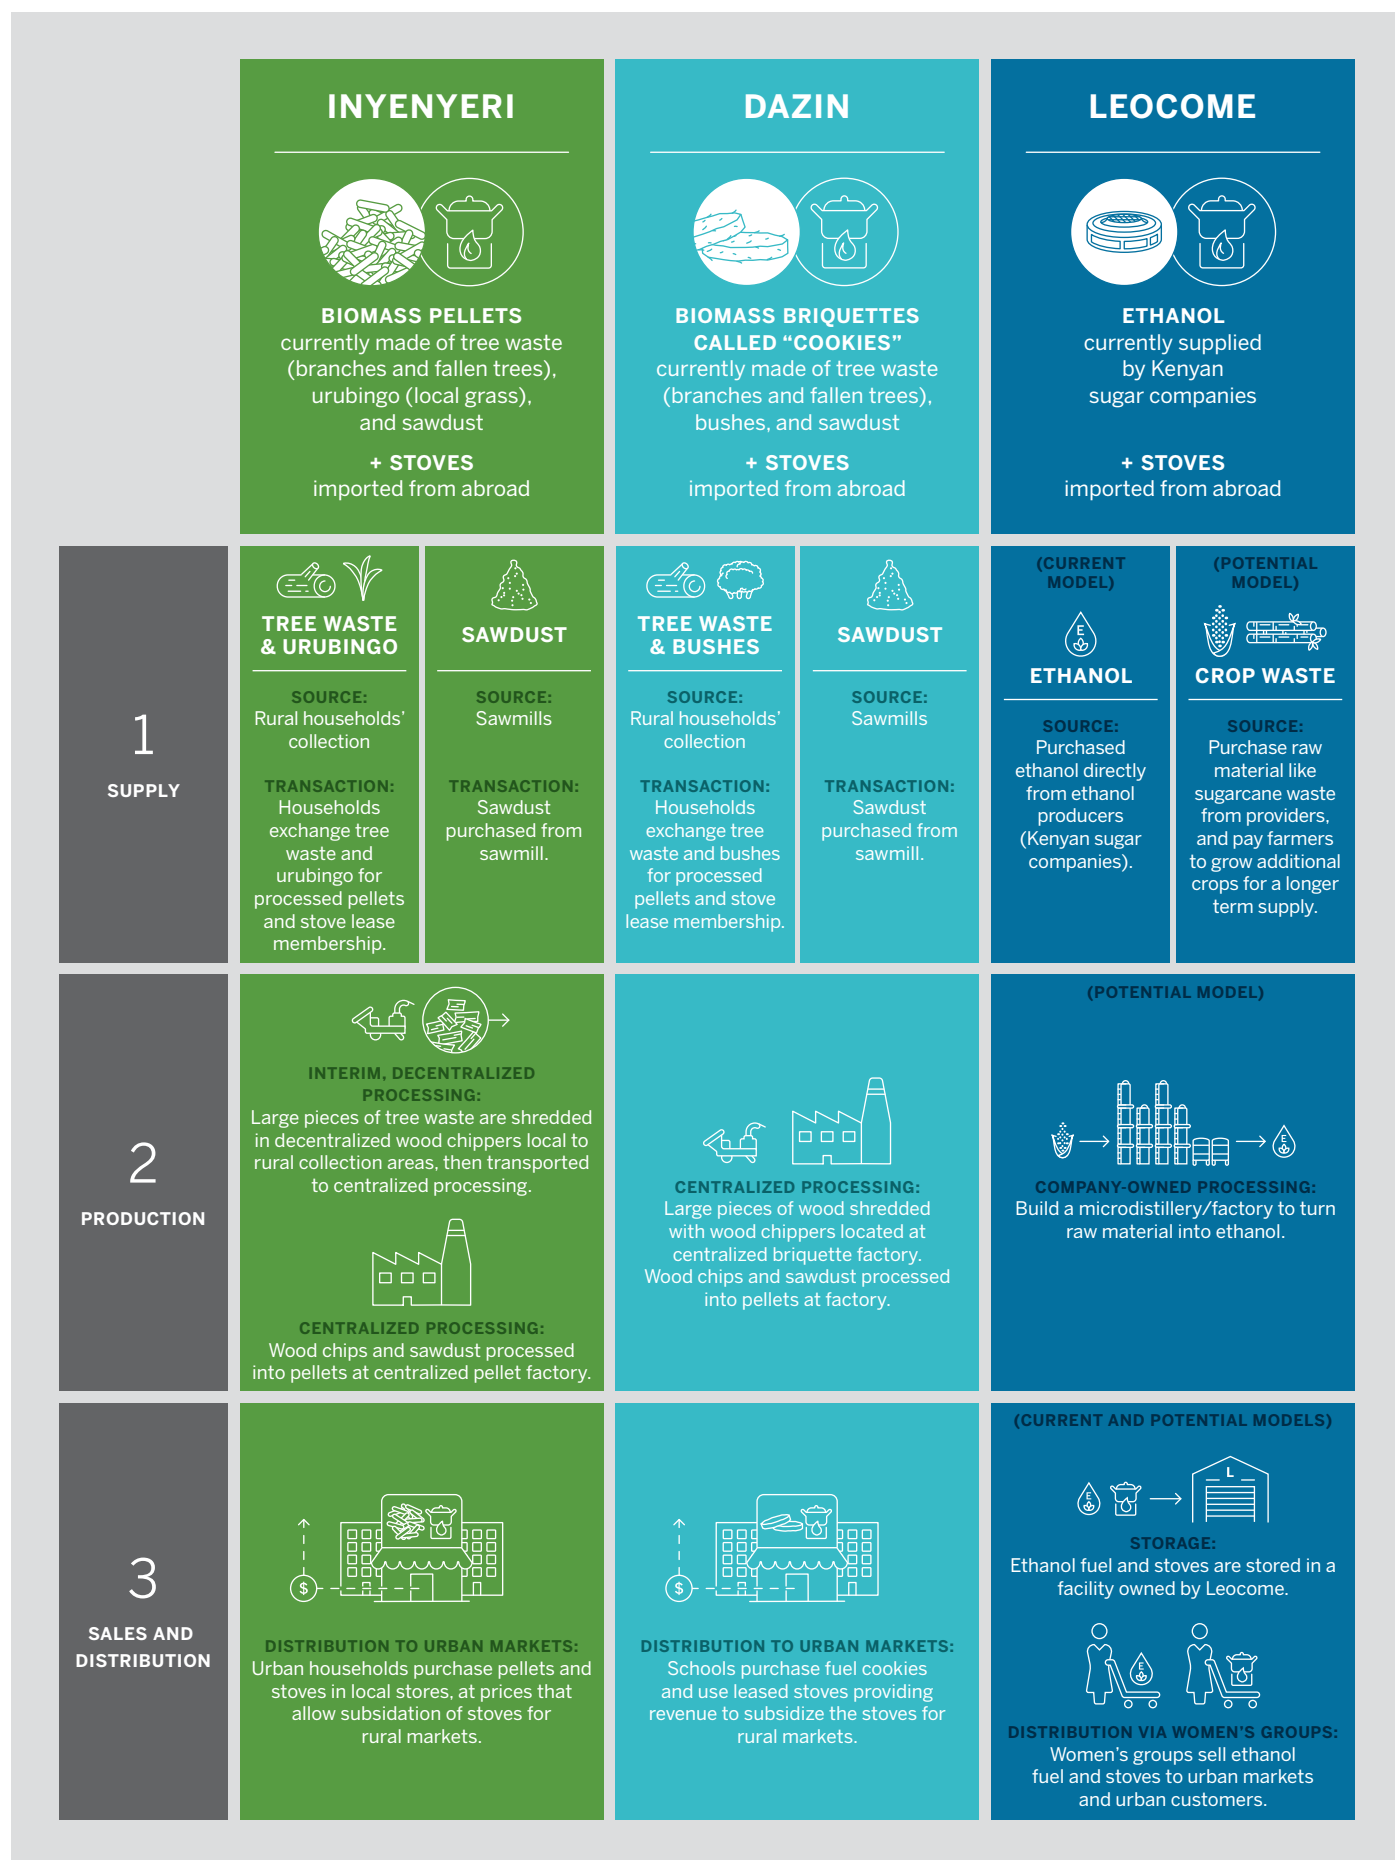 INYENYERI
BIOMASS PELLETS
currently made of tree waste
(branches and fallen trees),
urubingo (local grass),
and sawdust
+ STOVES
imported from abroad
DAZIN
BIOMASS BRIQUETTES
CALLED “COOKIES”
currently made of tree waste
(branches and fallen trees),
bushes, and sawdust
+ STOVES
imported from abroad
LEOCOME
ETHANOL
currently supplied
by Kenyan
sugar companies
+ STOVES
imported from abroad
1
SUPPLY
TREE WASTE
& URUBINGO
SOURCE:
Rural households’
collection
TRANSACTION:
Households
exchange tree
waste and
urubingo for
processed pellets
and stove lease
membership.
SAWDUST
SOURCE:
Sawmills
TRANSACTION:
Sawdust
purchased from
sawmill.
TREE WASTE
& BUSHES
SOURCE:
Rural households’
collection
TRANSACTION:
Households
exchange tree
waste and bushes
for processed
pellets and stove
lease membership.
SAWDUST
SOURCE:
Sawmills
TRANSACTION:
Sawdust
purchased from
sawmill.
(CURRENT
MODEL)
E
ETHANOL
SOURCE:
Purchased
ethanol directly
from ethanol
producers
(Kenyan sugar
companies).
(POTENTIAL
MODEL)
CROP WASTE
SOURCE:
Purchase raw
material like
sugarcane waste
from providers,
and pay farmers
to grow additional
crops for a longer
term supply.
2
PRODUCTION
INTERIM, DECENTRALIZED
PROCESSING:
Large pieces of tree waste are shredded
in decentralized wood chippers local to
rural collection areas, then transported
to centralized processing.
CENTRALIZED PROCESSING:
Wood chips and sawdust processed
into pellets at centralized pellet factory.
CENTRALIZED PROCESSING:
Large pieces of wood shredded
with wood chippers located at
centralized briquette factory.
Wood chips and sawdust processed
into pellets at factory.
(POTENTIAL MODEL)
E
COMPANY-OWNED PROCESSING:
Build a microdistillery/factory to turn
raw material into ethanol.
3
SALES AND
DISTRIBUTION
$
DISTRIBUTION TO URBAN MARKETS:
Urban households purchase pellets and
stoves in local stores, at prices that
allow subsidation of stoves for
rural markets.
$
DISTRIBUTION TO URBAN MARKETS:
Schools purchase fuel cookies
and use leased stoves providing
revenue to subsidize the stoves for
rural markets.
(CURRENT AND POTENTIAL MODELS)
E
L
STORAGE:
Ethanol fuel and stoves are stored in a
facility owned by Leocome.
E
DISTRIBUTION VIA WOMEN’S GROUPS:
Women’s groups sell ethanol
fuel and stoves to urban markets
and urban customers.